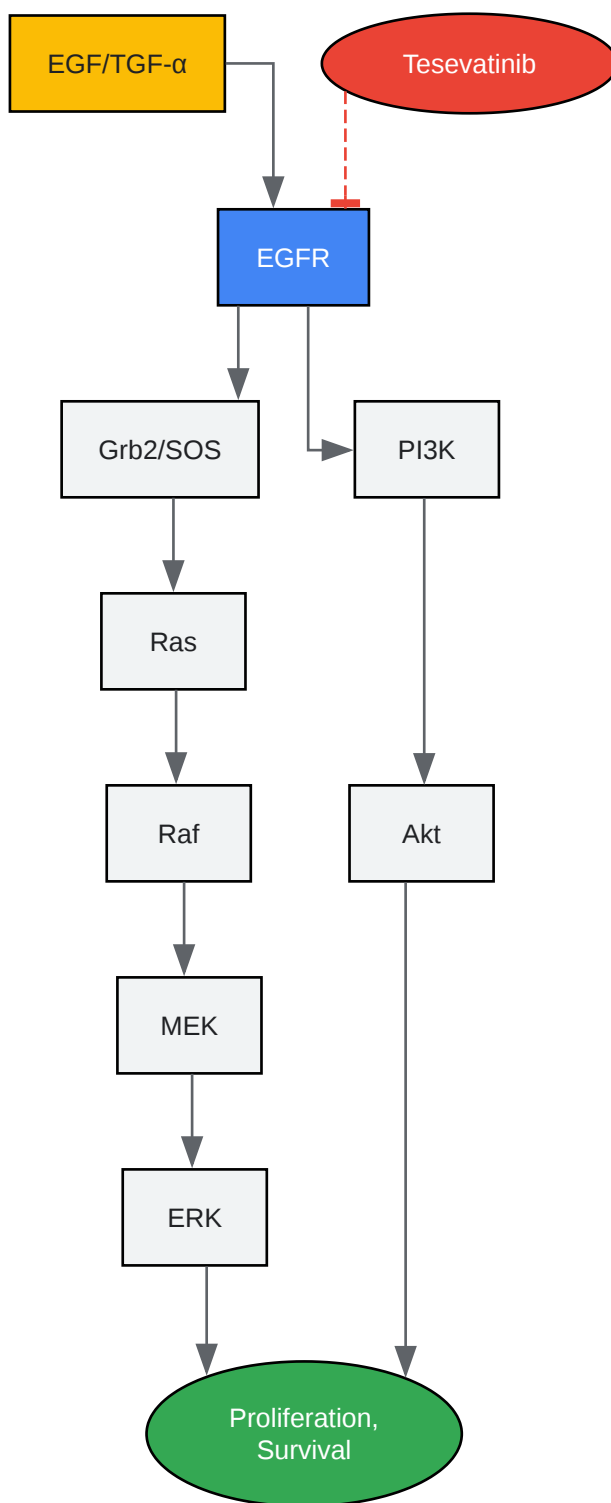 EGF/TGF-α
Tesevatinib
EGFR
Grb2/SOS
PI3K
Ras
Raf
Akt
MEK
ERK
Proliferation,
Survival